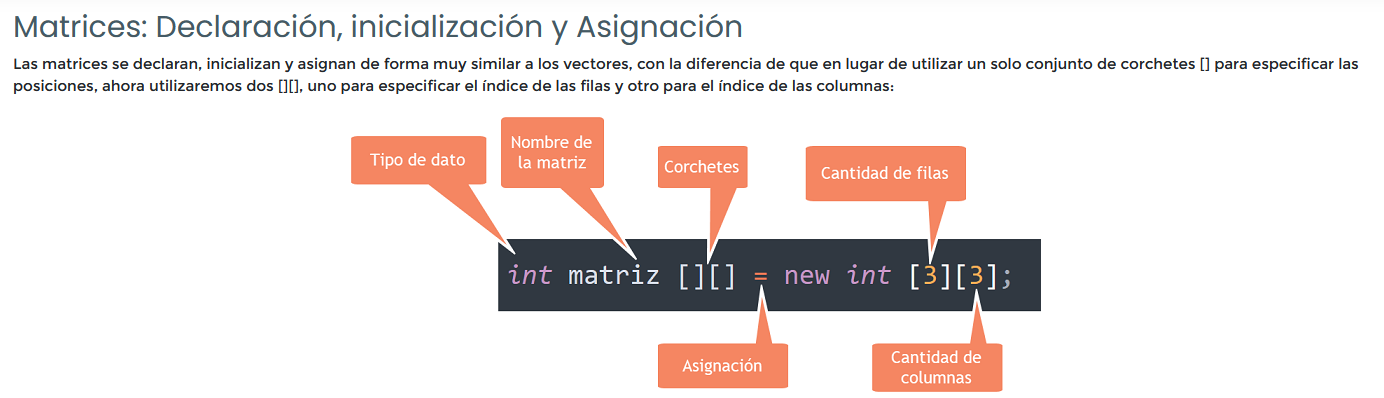 Matrices: Declaración, inicialización y Asignación
Las matrices se declaran, inicializan y asignan de forma muy similar a los vectores, con la diferencia de que en lugar de utilizar un solo conjunto de corchetes [] para especificar las
posiciones, ahora utilizaremos dos [][], uno para especificar el índice de las filas y otro para el índice de las columnas:
Tipo de dato
Nombre de
la matriz
Corchetes
Cantidad de filas
int matriz [][] = new int [3][3];
Asignación
Cantidad de
columnas